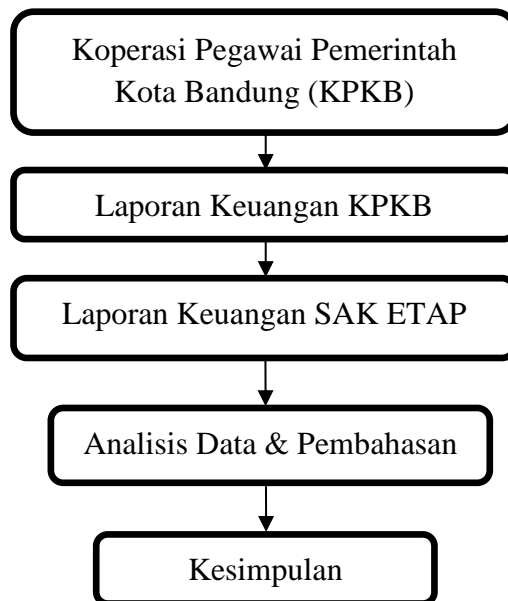 Koperasi Pegawai Pemerintah
Kota Bandung (KPKB)
Laporan Keuangan KPKB
Laporan Keuangan SAK ETAP
Analisis Data & Pembahasan
Kesimpulan